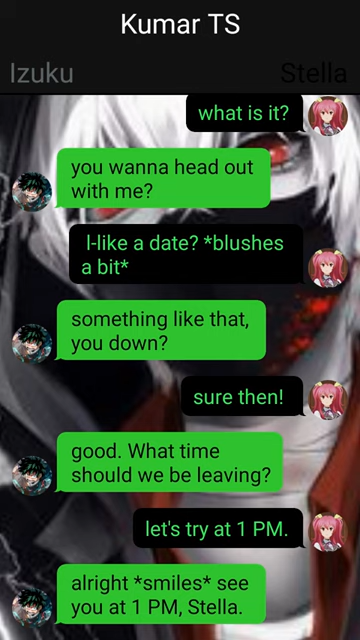 Kumar TS
Izuku
Stella
what is it?
you wanna head out
with me?
I-like a date? *blushes
a bit*
something like that,
you down?
sure then!
good. What time
should we be leaving?
let's try at 1 PM.
alright *smiles* see
you at 1 PM, Stella.